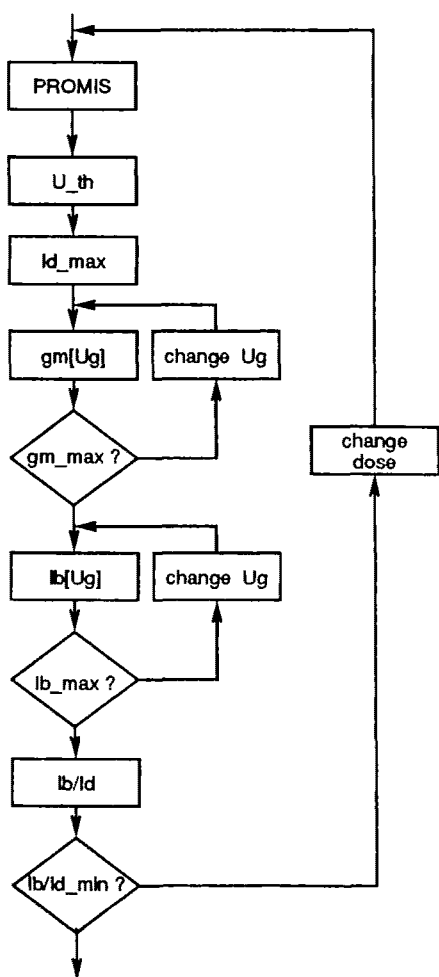 PROMIS
U_th
Id_max
gm[Ug]
change Ug
gm_max ?
change
dose
Ib[Ug]
change Ug
Ib_max ?
Ib/Id
Ib/Id_min ?